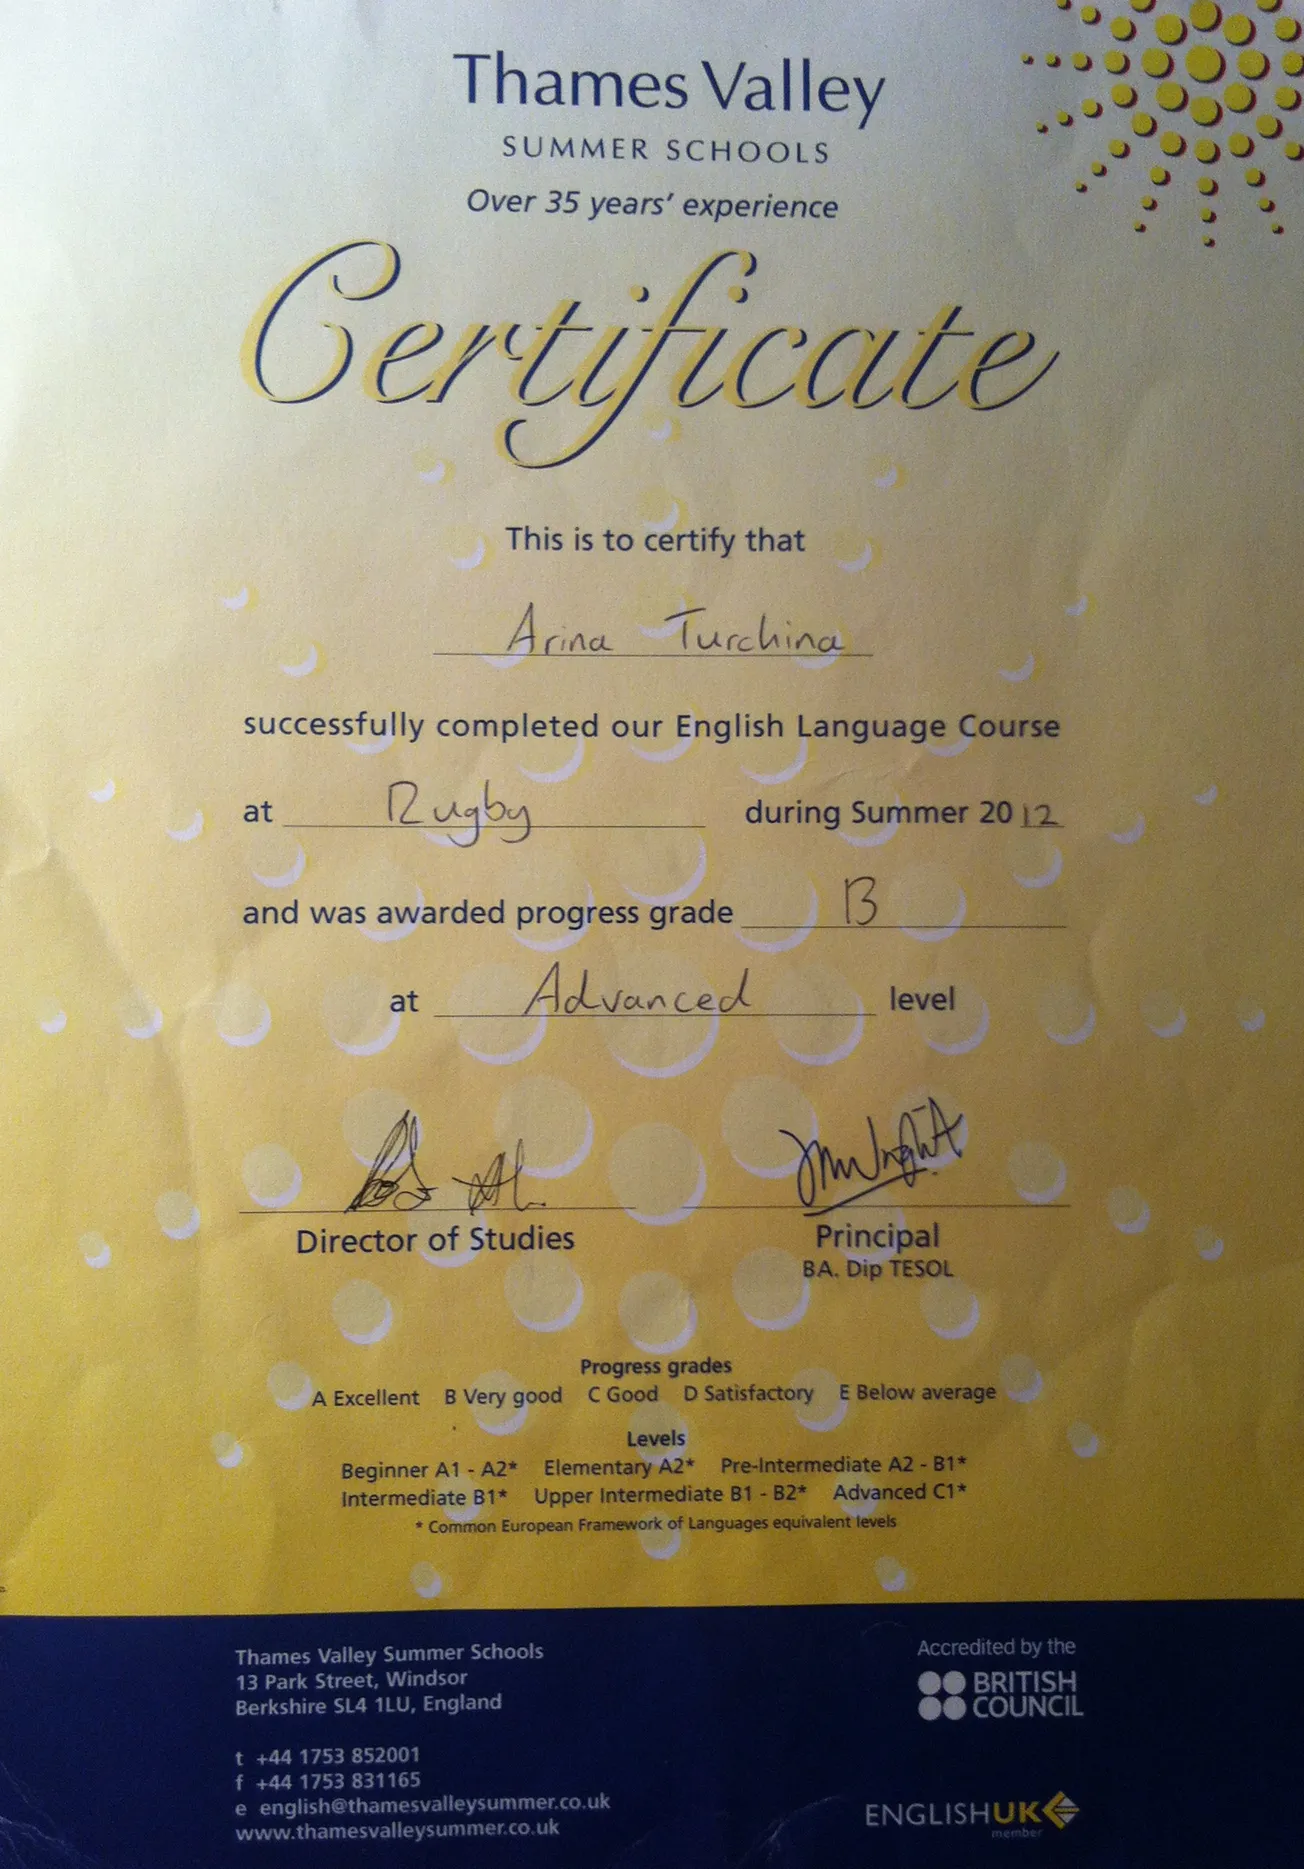 Thames Valley
SUMMER SCHOOLS
Over 35 years' experience
Certificate
This is to certify that
Arina Turchina
successfully completed our English Language Course
at Rugby during Summer 2012
and was awarded progress grade B
at Advanced level
Director of Studies Principal
BA. Dip TESOL
Progress grades
A Excellent B Very good C Good D Satisfactory E Below average
Levels
Beginner A1 - A2* Elementary A2* Pre-Intermediate A2 - B1*
Intermediate B1* Upper Intermediate B1 - B2* Advanced C1*
* Common European Framework of Languages equivalent levels
Thames Valley Summer Schools
13 Park Street, Windsor
Berkshire SL4 1LU, England
t +44 1753 852001
f +44 1753 831165
e english@thamesvalleysummer.co.uk
www.thamesvalleysummer.co.uk
Accredited by the
BRITISH
COUNCIL
ENGLISHUK
member